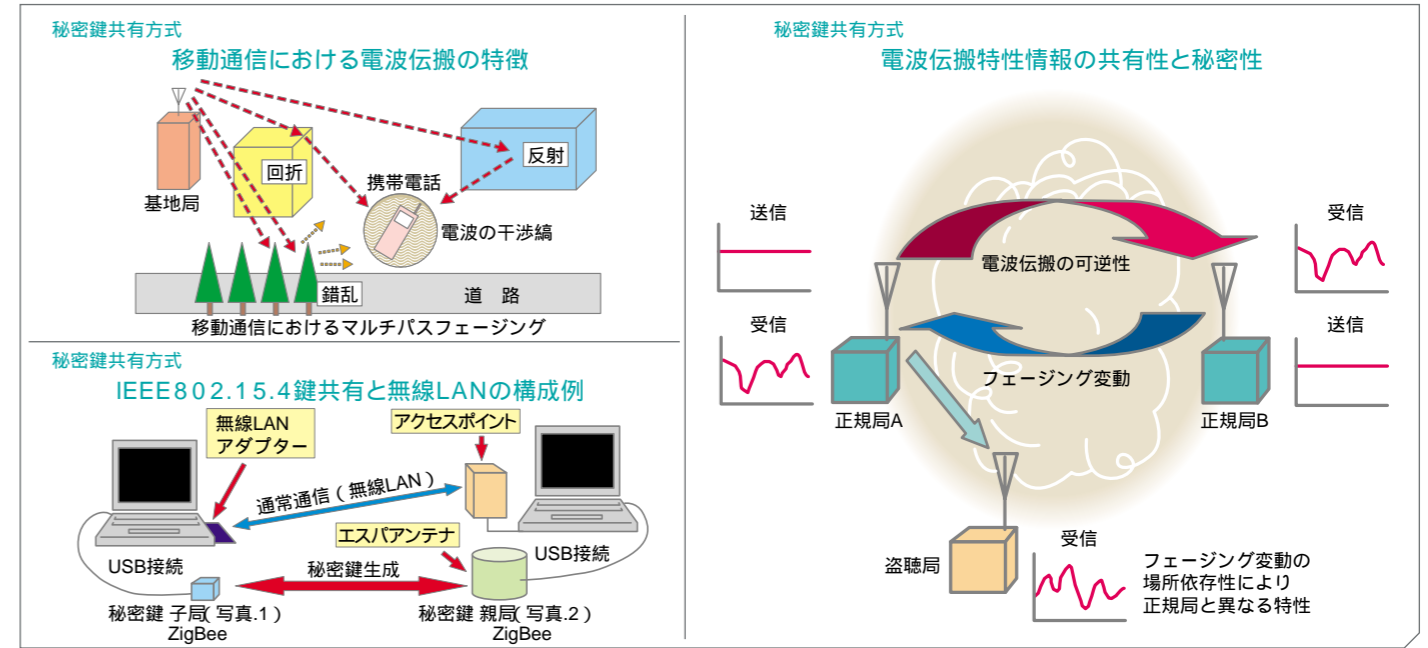 秘密鍵共有方式
移動通信における電波伝搬の特徴
基地局
回折
反射
携帯電話
電波の干渉縞
錯乱
道 路
移動通信におけるマルチパスフェージング
秘密鍵共有方式
IEEE802.15.4鍵共有と無線LANの構成例
無線LAN
アダプター
アクセスポイント
通常通信(無線LAN)
エスパアンテナ
USB接続
USB接続
秘密鍵生成
秘密鍵 子局(写真.1)
ZigBee
秘密鍵 親局(写真.2)
ZigBee
秘密鍵共有方式
電波伝搬特性情報の共有性と秘密性
送信
受信
電波伝搬の可逆性
受信
送信
フェージング変動
正規局A
正規局B
盗聴局
受信
フェージング変動の
場所依存性により
正規局と異なる特性